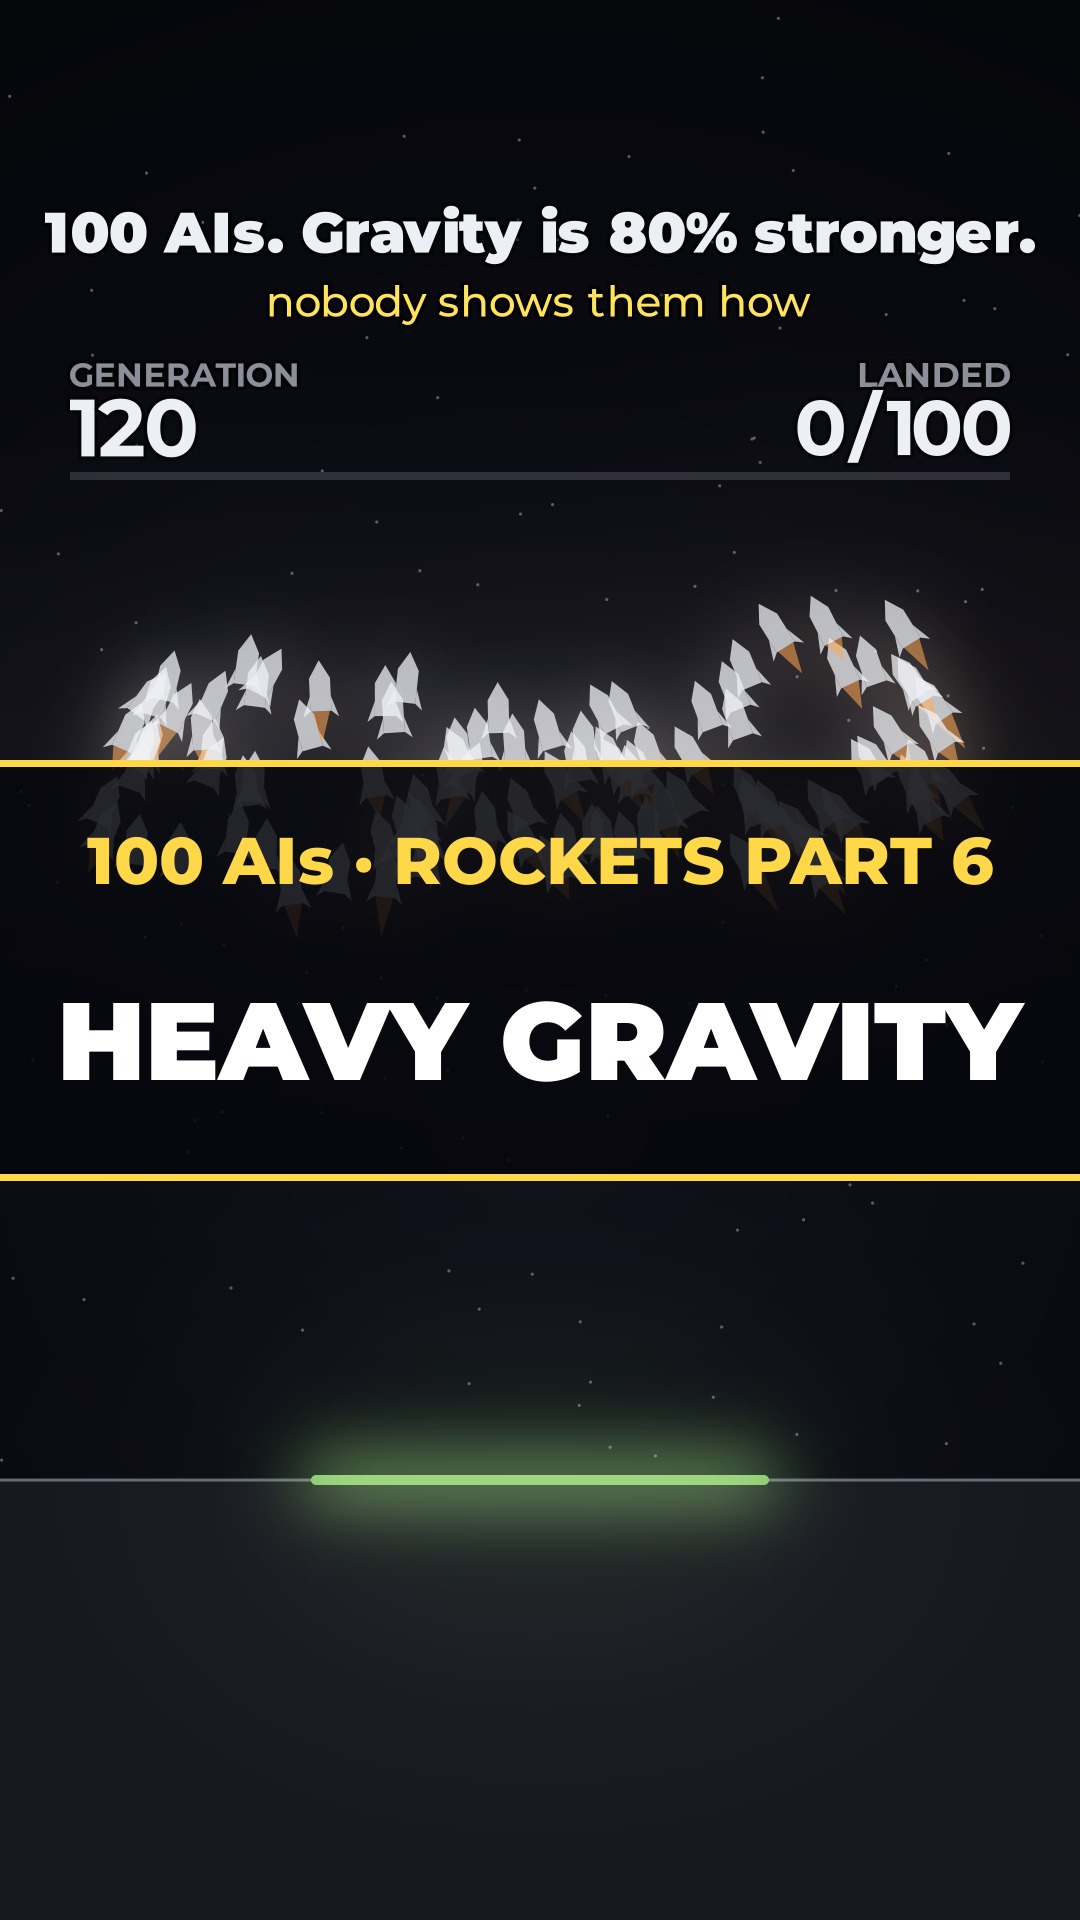 100 AIs. Gravity is 80% stronger.
nobody shows them how
GENERATION
120
LANDED
0/100
100 AIs • ROCKETS PART 6
HEAVY GRAVITY